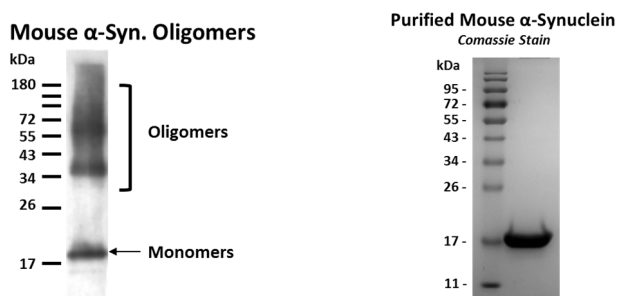 Mouse α-Syn. Oligomers
kDa
180
72
55
43
34
26
17
Oligomers
Monomers
Purified Mouse α-Synuclein
Comassie Stain
kDa
95 -
72 -
55 -
43 -
34 -
26 -
17 -
11 -